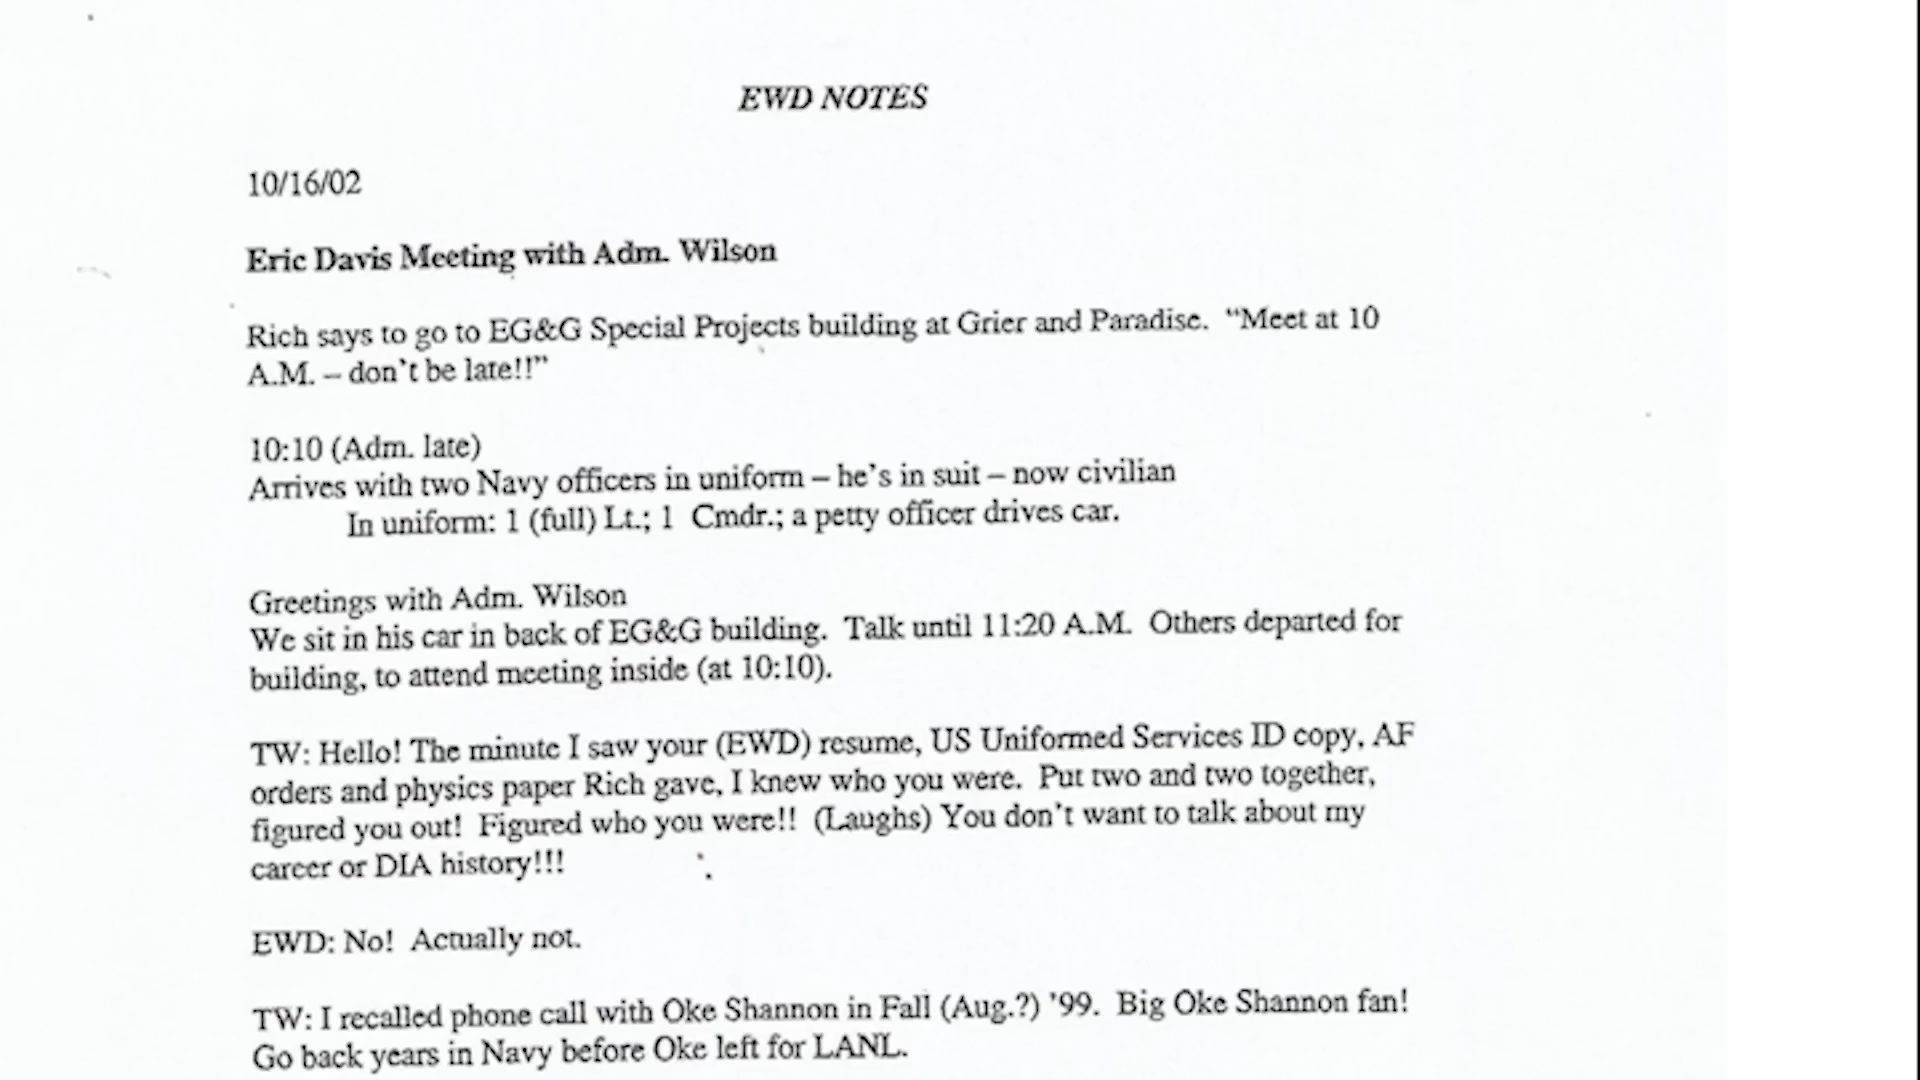 EWD NOTES
10/16/02
Eric Davis Meeting with Adm. Wilson
Rich says to go to EG&G Special Projects building at Grier and Paradise.  “Meet at 10
A.M. – don’t be late!!”
10:10 (Adm. late)
Arrives with two Navy officers in uniform – he’s in suit – now civilian
In uniform: 1 (full) Lt.; 1  Cmdr.; a petty officer drives car.
Greetings with Adm. Wilson
We sit in his car in back of EG&G building.  Talk until 11:20 A.M.  Others departed for
building, to attend meeting inside (at 10:10).
TW: Hello! The minute I saw your (EWD) resume, US Uniformed Services ID copy, AF
orders and physics paper Rich gave, I knew who you were.  Put two and two together,
figured you out!  Figured who you were!!  (Laughs) You don’t want to talk about my
career or DIA history!!!
EWD: No!  Actually not.
TW: I recalled phone call with Oke Shannon in Fall (Aug.?) ’99.  Big Oke Shannon fan!
Go back years in Navy before Oke left for LANL.